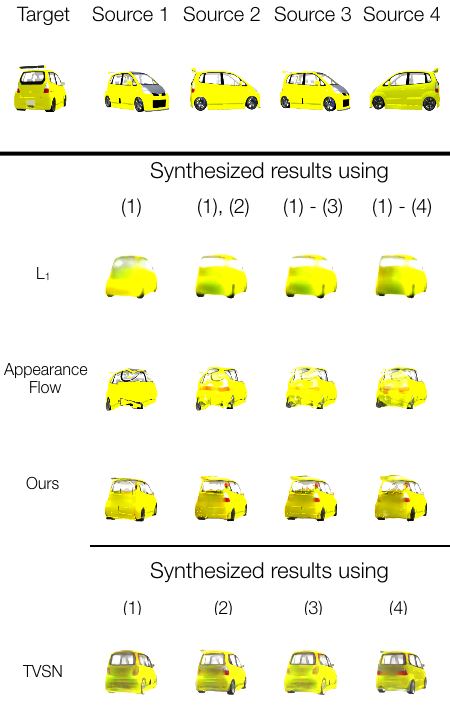 Target Source 1 Source 2 Source 3 Source 4
Synthesized results using
(1) (1), (2) (1) - (3) (1) - (4)
L₁
Appearance
Flow
Ours
Synthesized results using
(1) (2) (3) (4)
TVSN